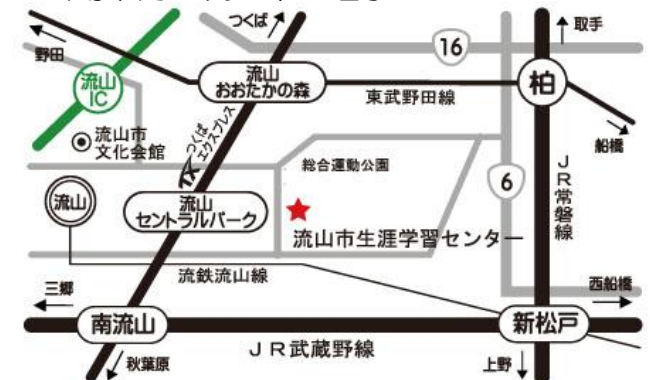 つくば
取手
野田
16
流山
おおたかの森
柏
流山
IC
東武野田線
船橋
流山市
文化会館
つくば
エクスプレス
TX
総合運動公園
6
JR常磐線
流山
流山
セントラルパーク
流山市生涯学習センター
流鉄流山線
三郷
西船橋
南流山
新松戸
JR武蔵野線
秋葉原
上野